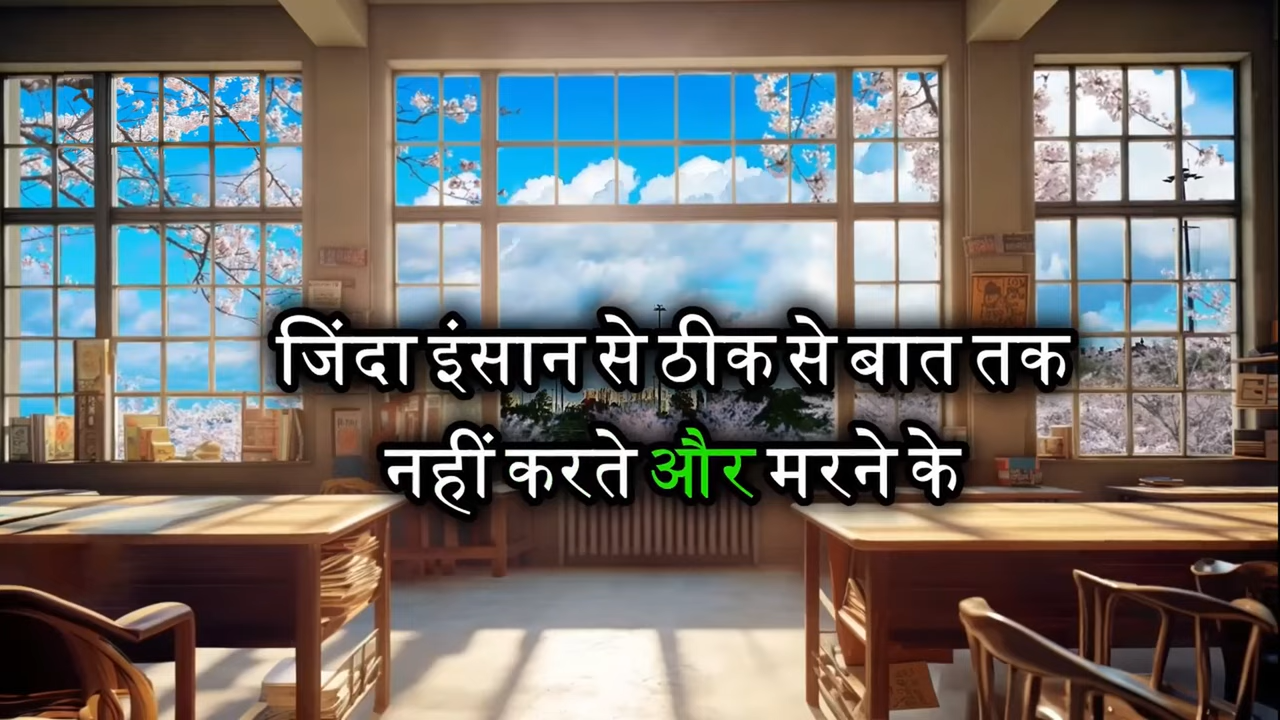 जिंदा इंसान से ठीक से बात तक
नहीं करते और मरने के